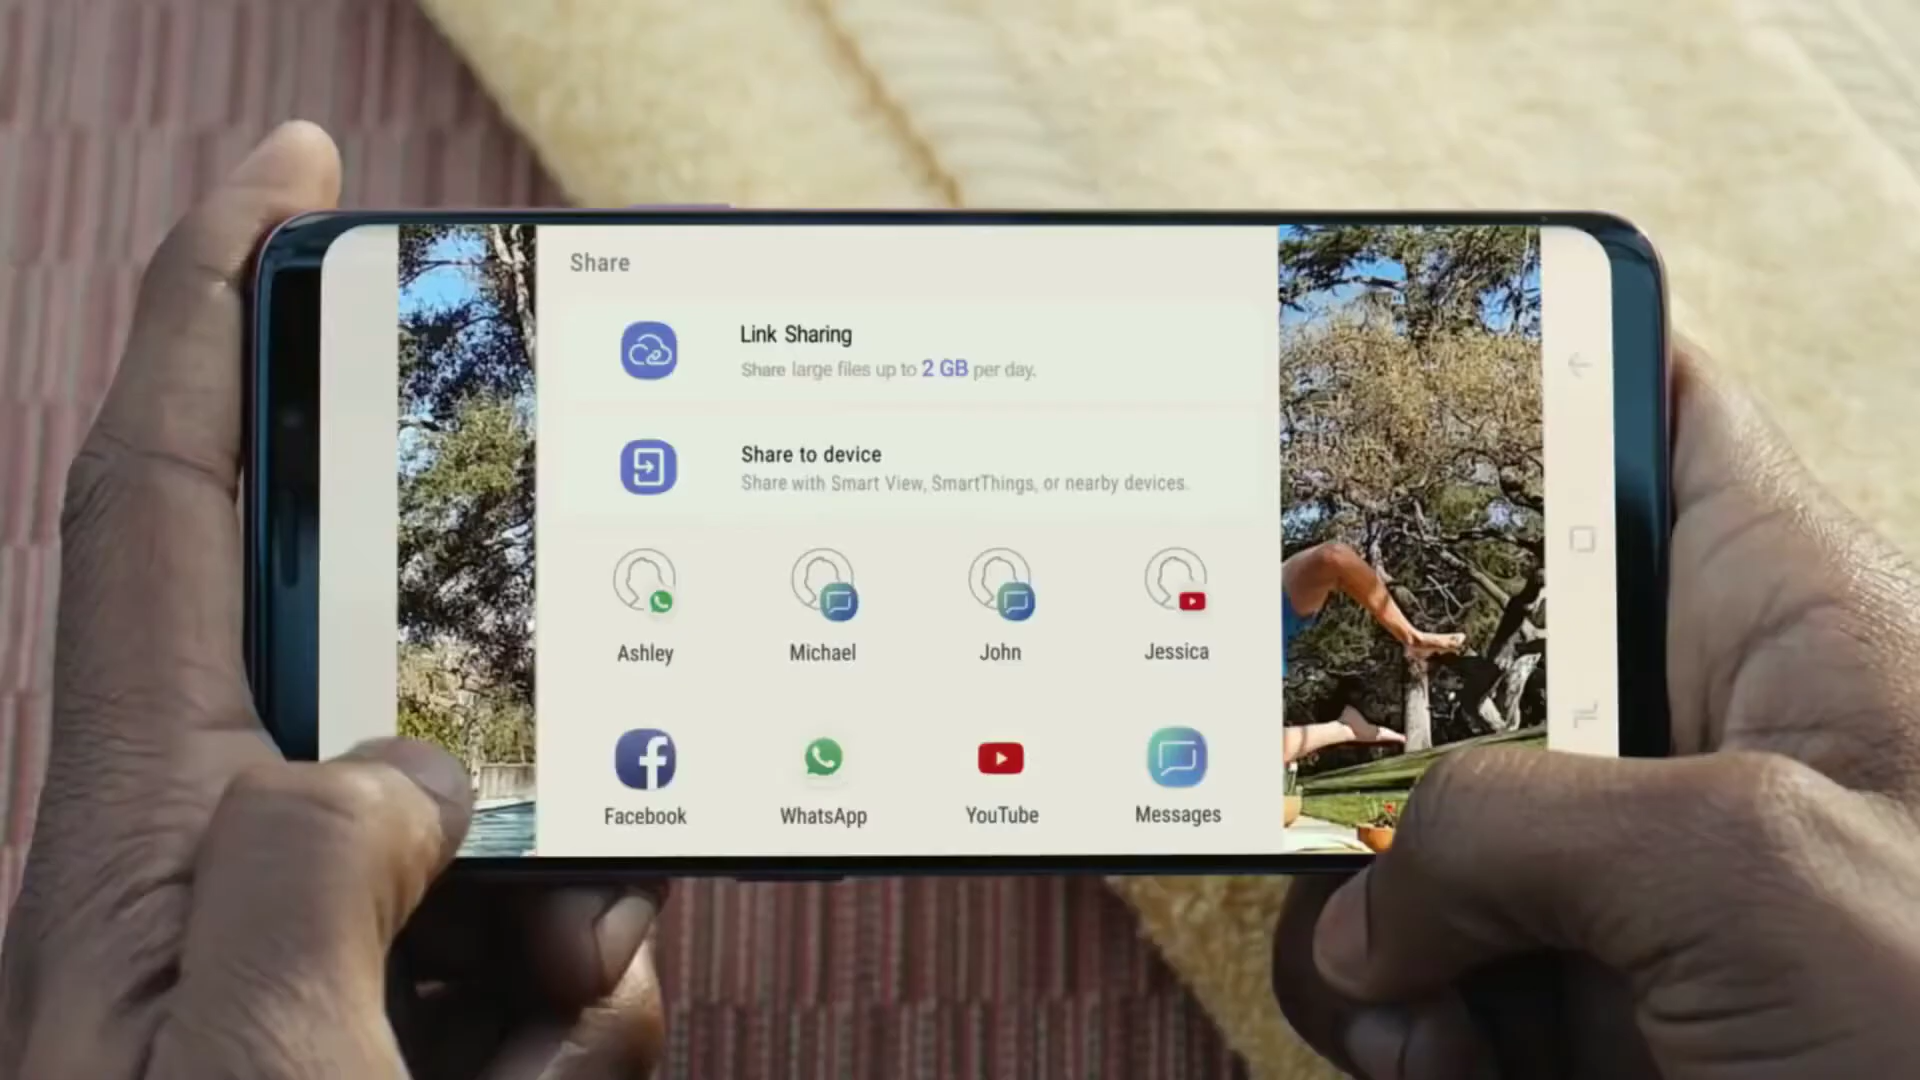 Share
Link Sharing
Share large files up to 2 GB per day.
Share to device
Share with Smart View, SmartThings, or nearby devices.
Ashley
Michael
John
Jessica
Facebook
WhatsApp
YouTube
Messages